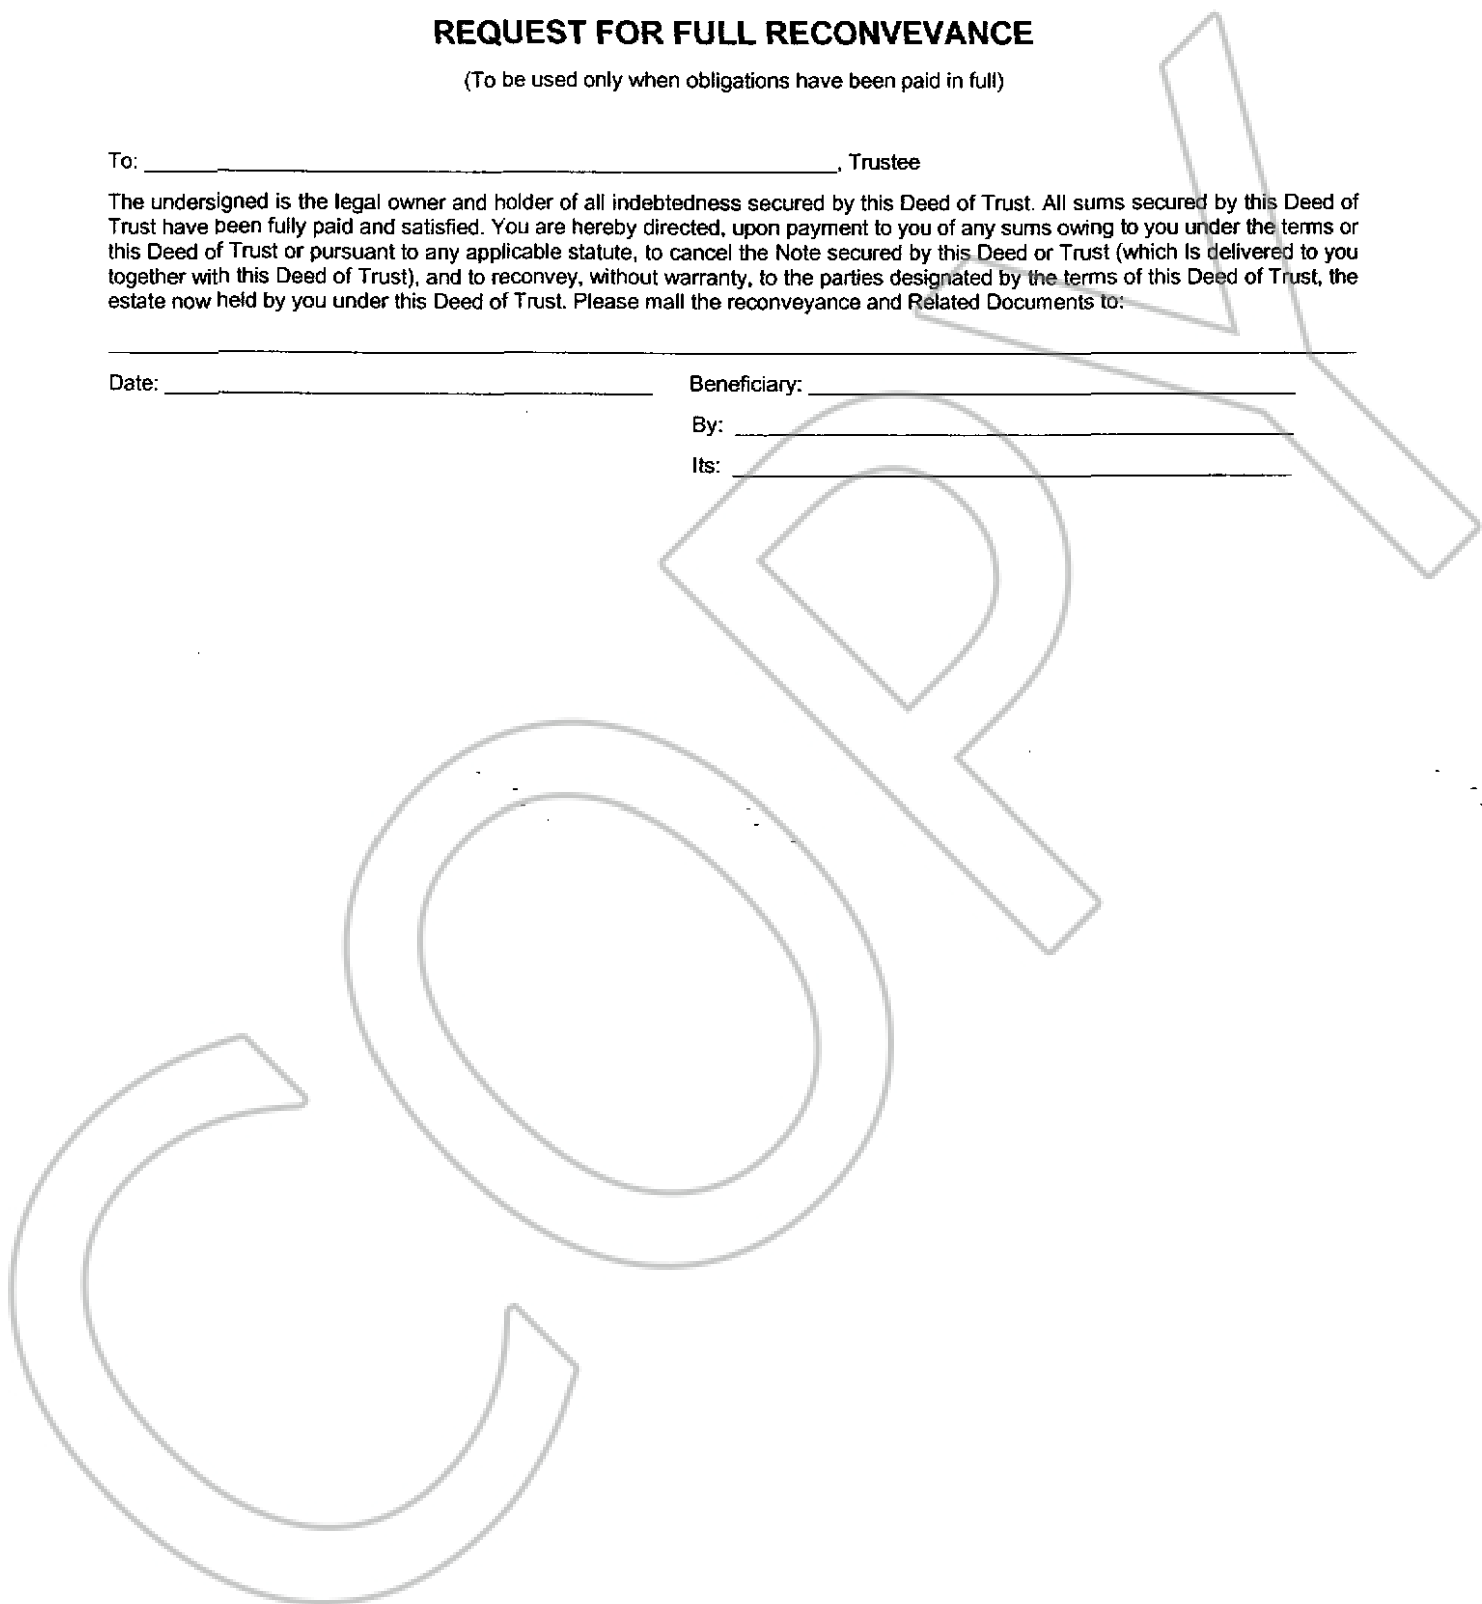 REQUEST FOR FULL RECONVEVANCE
(To be used only when obligations have been paid in full)
To: , Trustee
The undersigned is the legal owner and holder of all indebtedness secured by this Deed of Trust. All sums secured by this Deed of
Trust have been fully paid and satisfied. You are hereby directed, upon payment to you of any sums owing to you under the terms or
this Deed of Trust or pursuant to any applicable statute, to cancel the Note secured by this Deed or Trust (which Is delivered to you
together with this Deed of Trust), and to reconvey, without warranty, to the parties designated by the terms of this Deed of Trust, the
estate now held by you under this Deed of Trust. Please mall the reconveyance and Related Documents to:
Date: Beneficiary:
By:
Its:
COPY